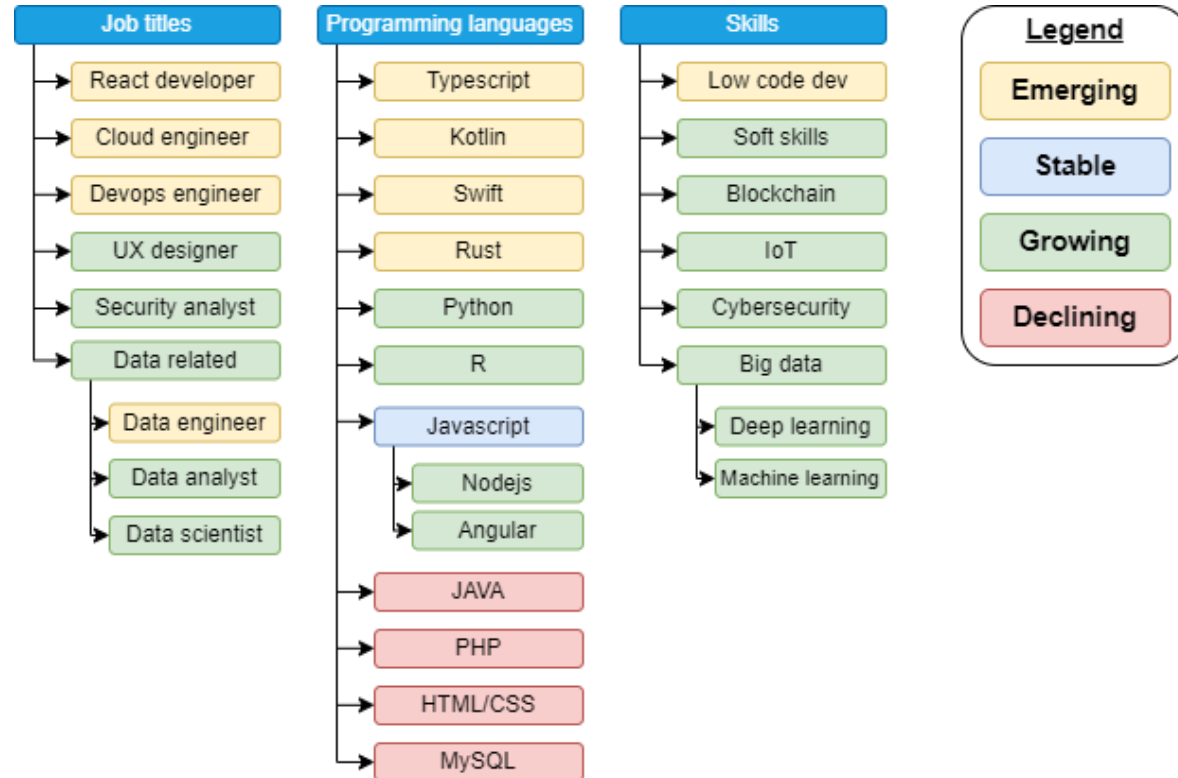 Job titles
React developer
Cloud engineer
Devops engineer
UX designer
Security analyst
Data related
Data engineer
Data analyst
Data scientist
Programming languages
Typescript
Kotlin
Swift
Rust
Python
R
Javascript
Nodejs
Angular
JAVA
PHP
HTML/CSS
MySQL
Skills
Low code dev
Soft skills
Blockchain
IoT
Cybersecurity
Big data
Deep learning
Machine learning
Legend
Emerging
Stable
Growing
Declining